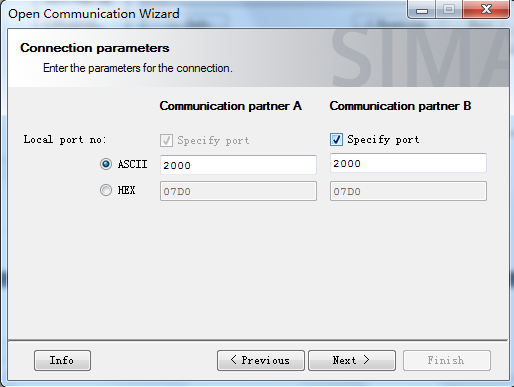 Open Communication Wizard
Connection parameters
Enter the parameters for the connection.
SIMA
Communication partner A Communication partner B
Local port no: Specify port Specify port
ASCII 2000 2000
HEX 07D0 07D0
Info < Previous Next > Finish